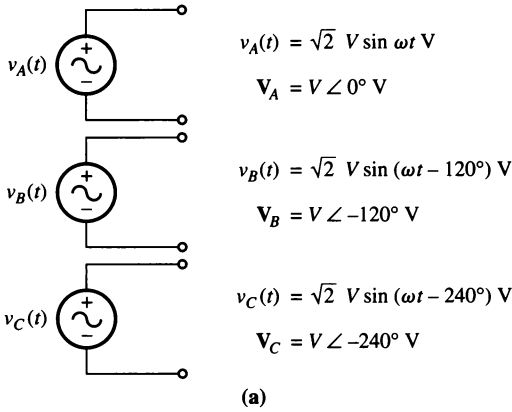 v_A(t)
+
−
v_A(t) = √2 V sin ωt V
V_A = V ∠ 0° V
v_B(t)
+
−
v_B(t) = √2 V sin (ωt – 120°) V
V_B = V ∠ –120° V
v_C(t)
+
−
v_C(t) = √2 V sin (ωt – 240°) V
V_C = V ∠ –240° V
(a)